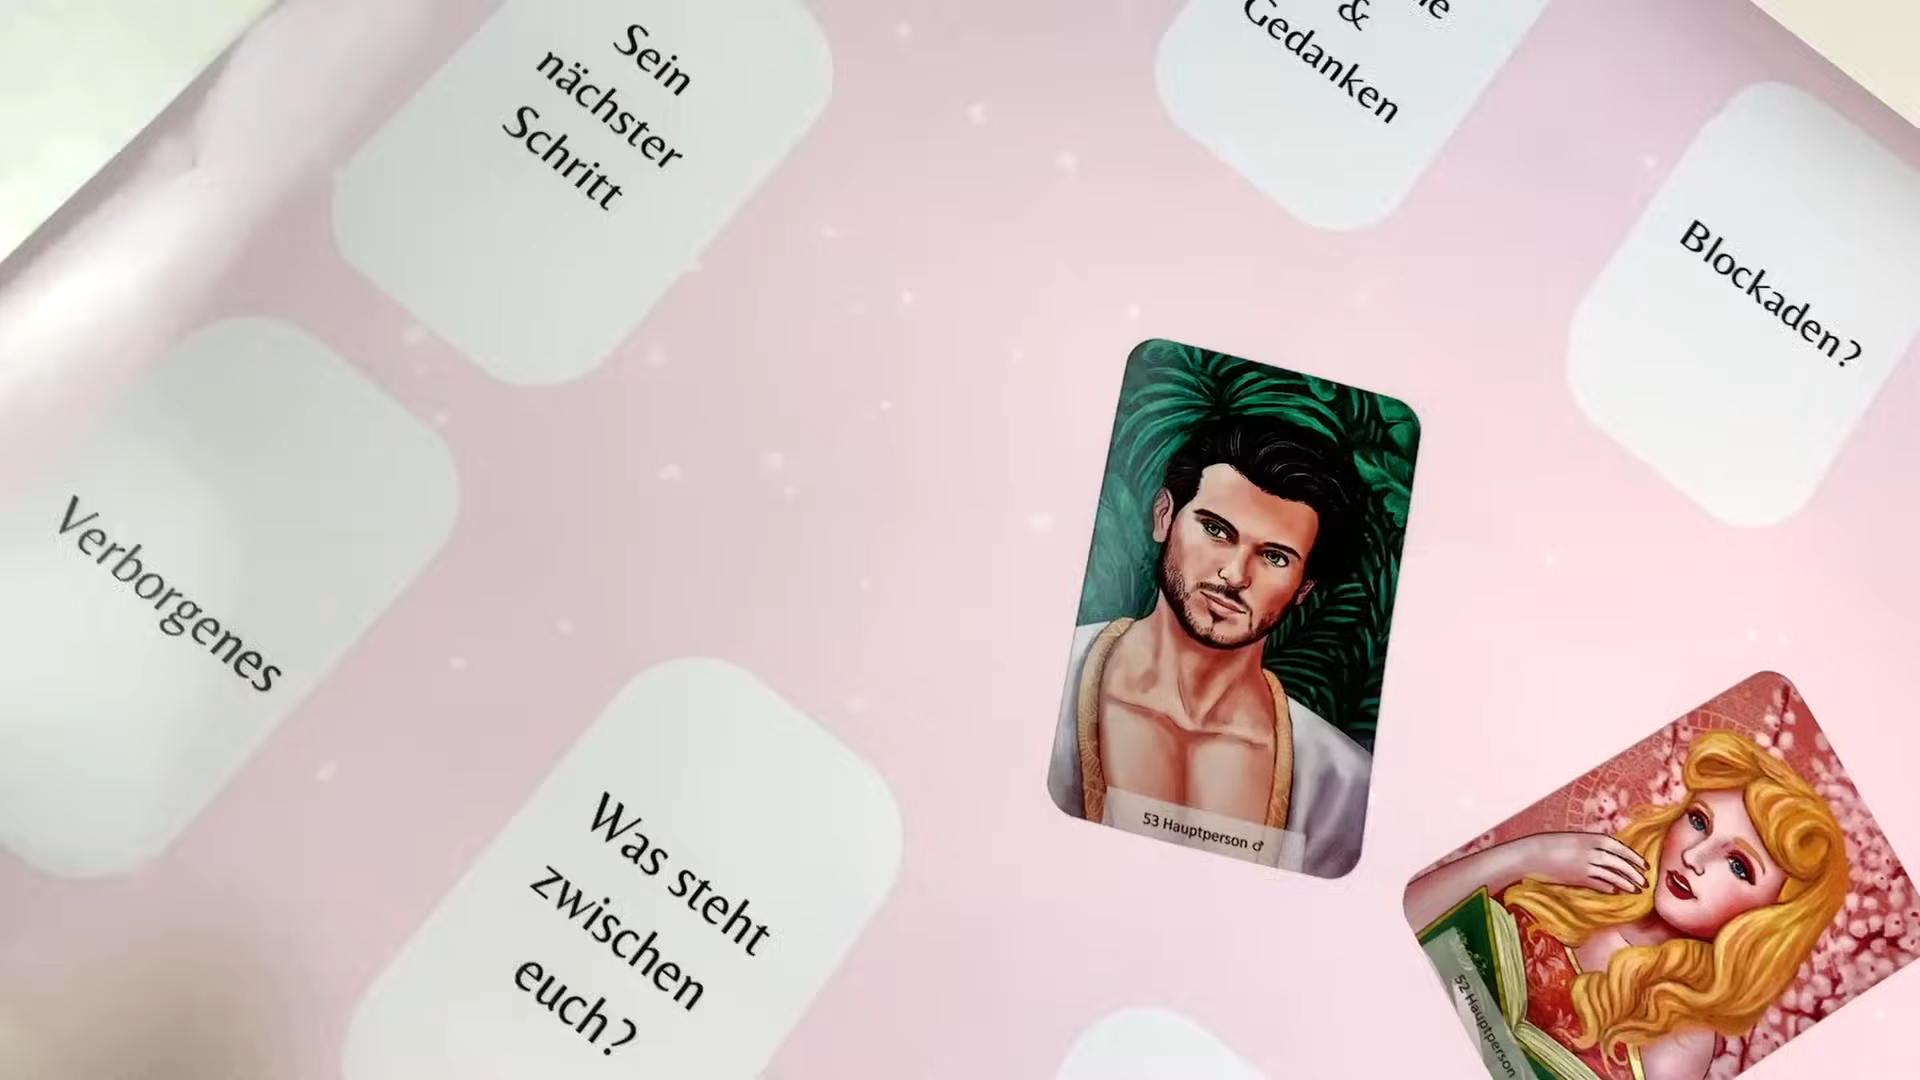 Sein
nächster
Schritt
&
Gedanken
Blockaden?
Verborgenes
Was steht
zwischen
euch?
53 Hauptperson ♂
52 Hauptperson